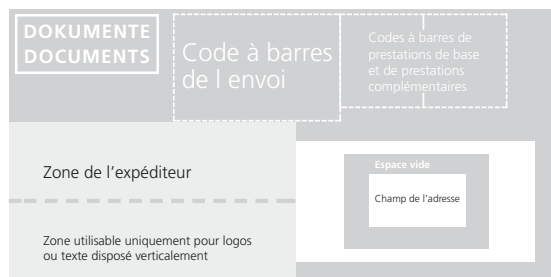 DOKUMENTE
DOCUMENTS
Code à barres
de l envoi
Codes à barres de
prestations de base
et de prestations
complémentaires
Zone de l’expéditeur
Espace vide
Champ de l’adresse
Zone utilisable uniquement pour logos
ou texte disposé verticalement